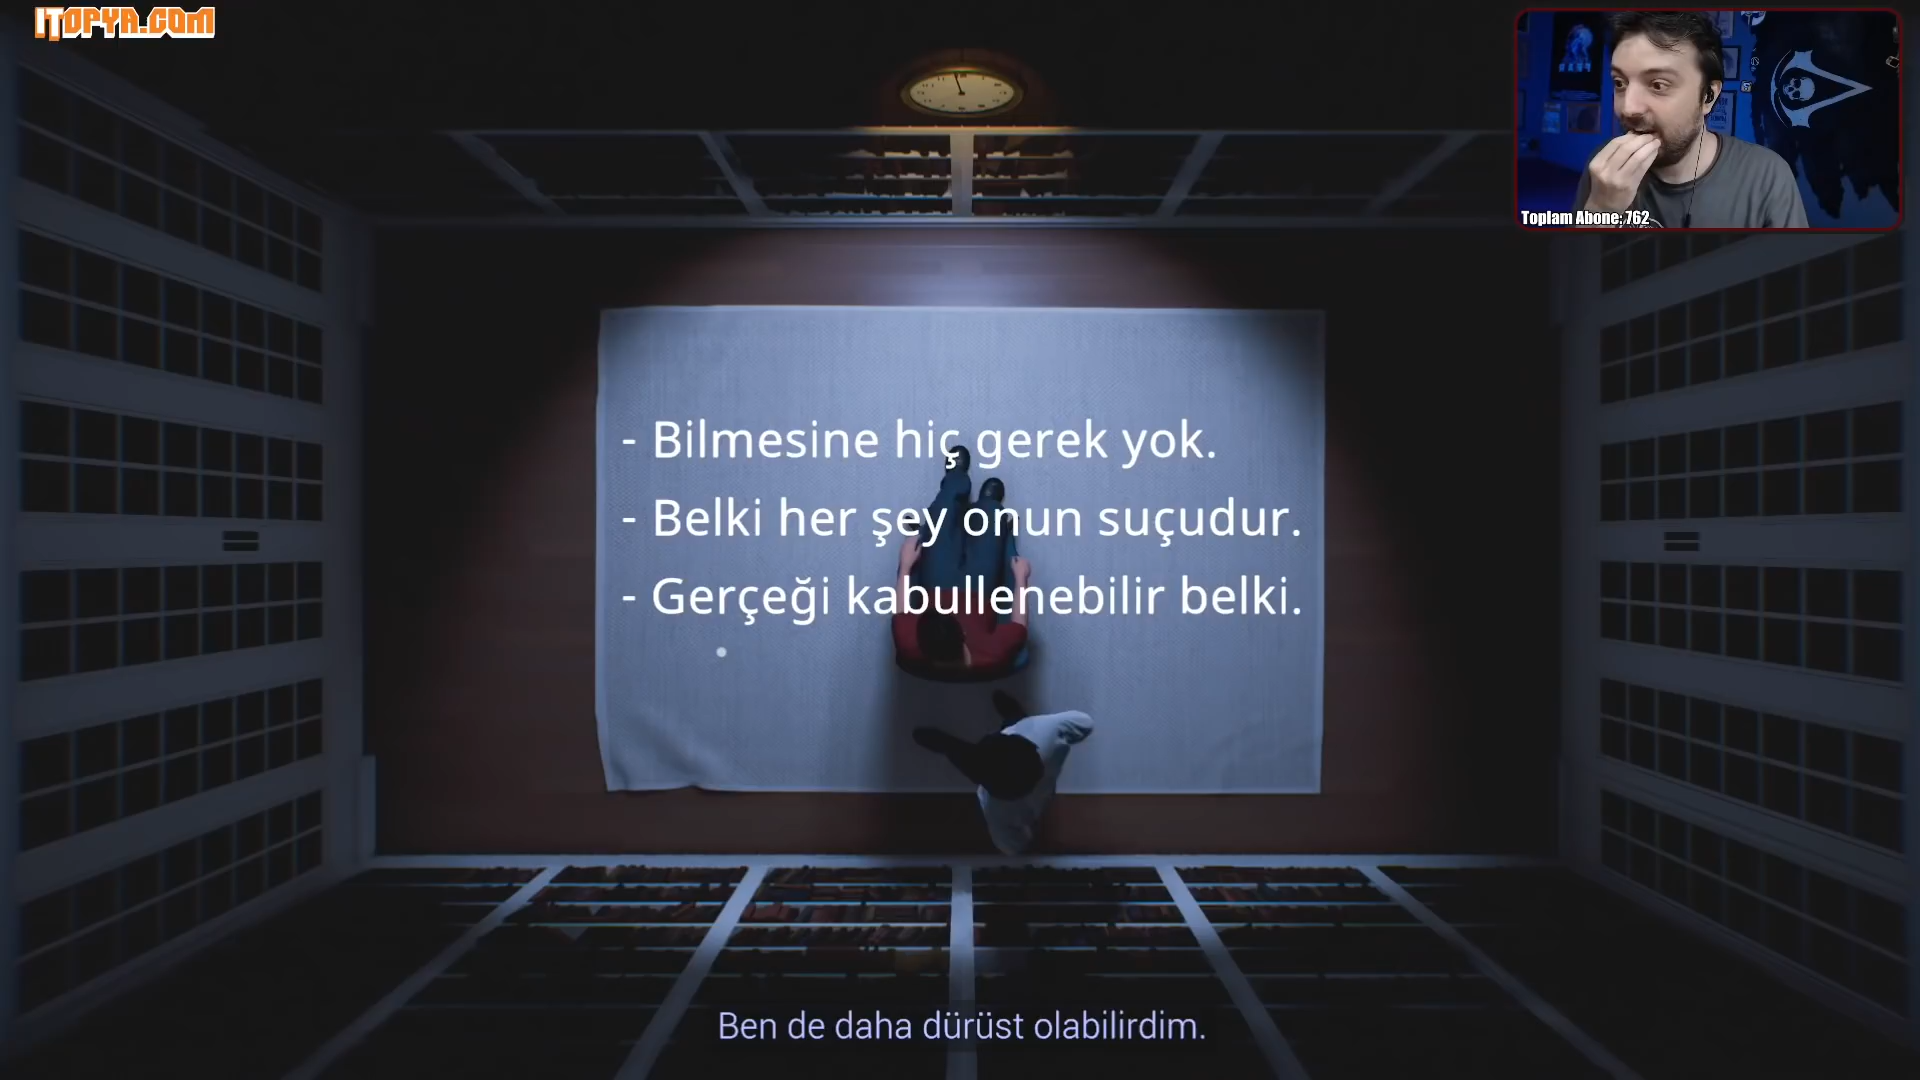 ITOPYA.COM
Toplam Abone: 762
- Bilmesine hiç gerek yok.
- Belki her şey onun suçudur.
- Gerçeği kabullenebilir belki.
Ben de daha dürüst olabilirdim.